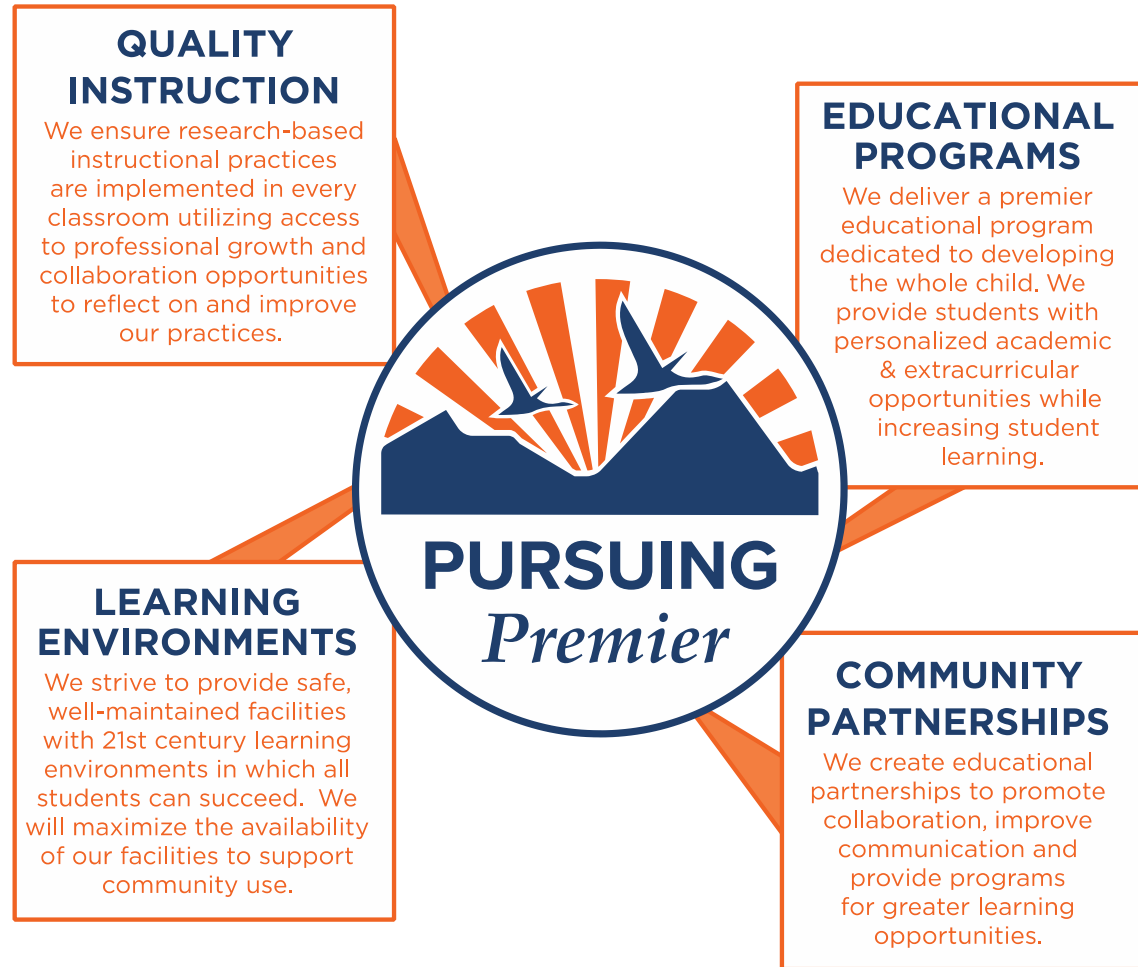 QUALITY
INSTRUCTION
We ensure research-based
instructional practices
are implemented in every
classroom utilizing access
to professional growth and
collaboration opportunities
to reflect on and improve
our practices.
EDUCATIONAL
PROGRAMS
We deliver a premier
educational program
dedicated to developing
the whole child. We
provide students with
personalized academic
& extracurricular
opportunities while
increasing student
learning.
PURSUING
Premier
LEARNING
ENVIRONMENTS
We strive to provide safe,
well-maintained facilities
with 21st century learning
environments in which all
students can succeed.  We
will maximize the availability
of our facilities to support
community use.
COMMUNITY
PARTNERSHIPS
We create educational
partnerships to promote
collaboration, improve
communication and
provide programs
for greater learning
opportunities.